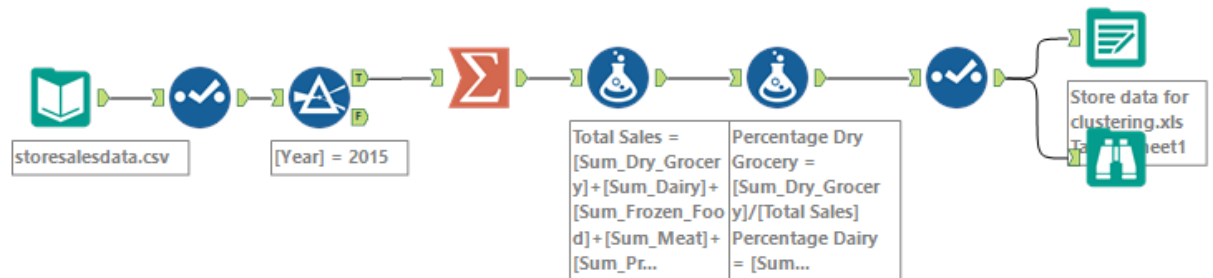 T
F
storesalesdata.csv
[Year] = 2015
Total Sales =
[Sum_Dry_Grocer
y]+[Sum_Dairy]+
[Sum_Frozen_Foo
d]+[Sum_Meat]+
[Sum_Pr...
Percentage Dry
Grocery =
[Sum_Dry_Grocer
y]/[Total Sales]
Percentage Dairy
= [Sum...
Store data for
clustering.xls